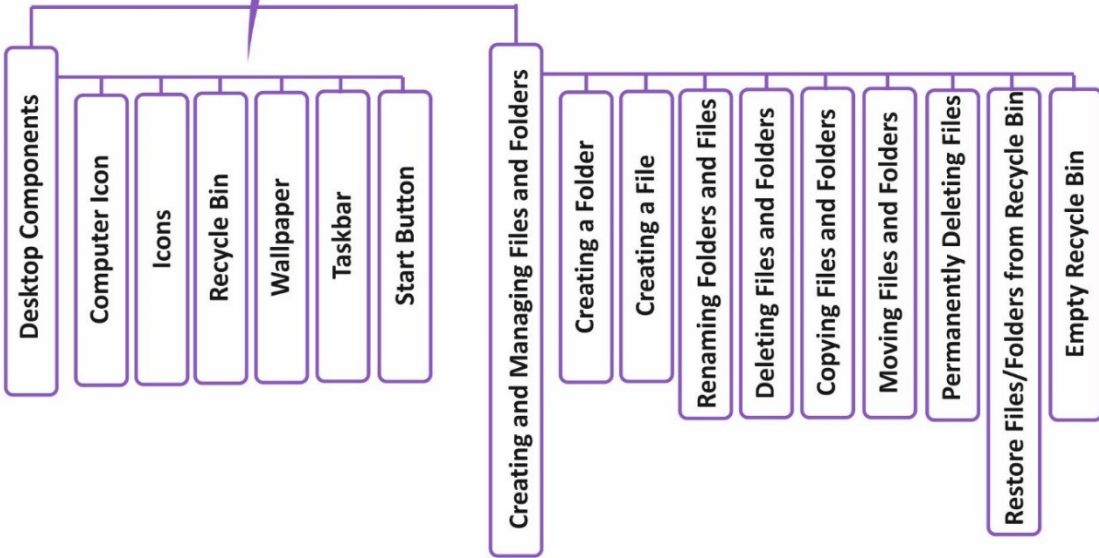 Desktop Components
Computer Icon
Icons
Recycle Bin
Wallpaper
Taskbar
Start Button
Creating and Managing Files and Folders
Creating a Folder
Creating a File
Renaming Folders and Files
Deleting Files and Folders
Copying Files and Folders
Moving Files and Folders
Permanently Deleting Files
Restore Files/Folders from Recycle Bin
Empty Recycle Bin